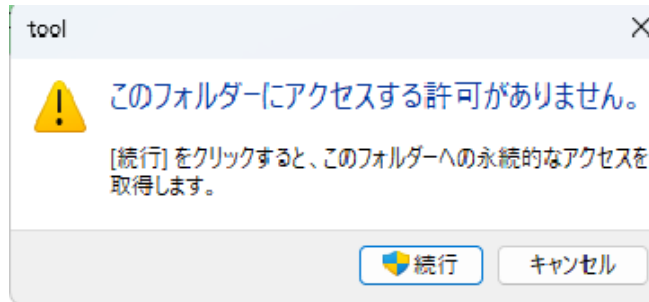 tool
このフォルダーにアクセスする許可がありません。
[続行] をクリックすると、このフォルダーへの永続的なアクセスを
取得します。
続行
キャンセル